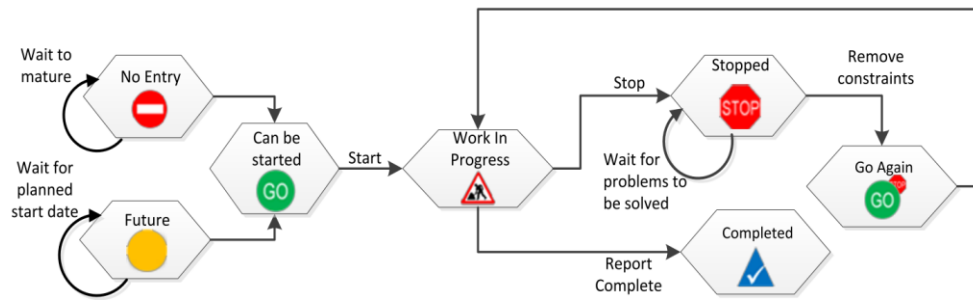 Wait to
mature
No Entry
Wait for
planned
start date
Future
Can be
started
GO
Start
Work In
Progress
Stop
Stopped
STOP
Wait for
problems to
be solved
Remove
constraints
Go Again
STOP
GO
Report
Complete
Completed